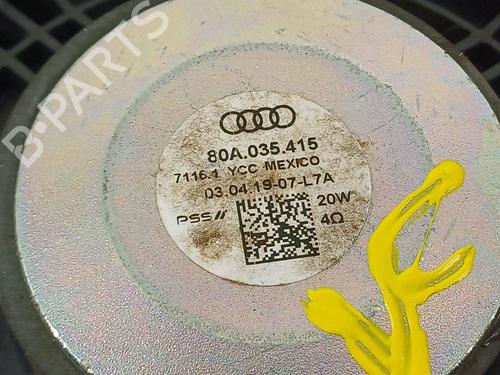 B-PARTS
80A.035.415
7116.1 YCC MEXICO
03.04.19-07-L7A
PSS// 20W
4Ω